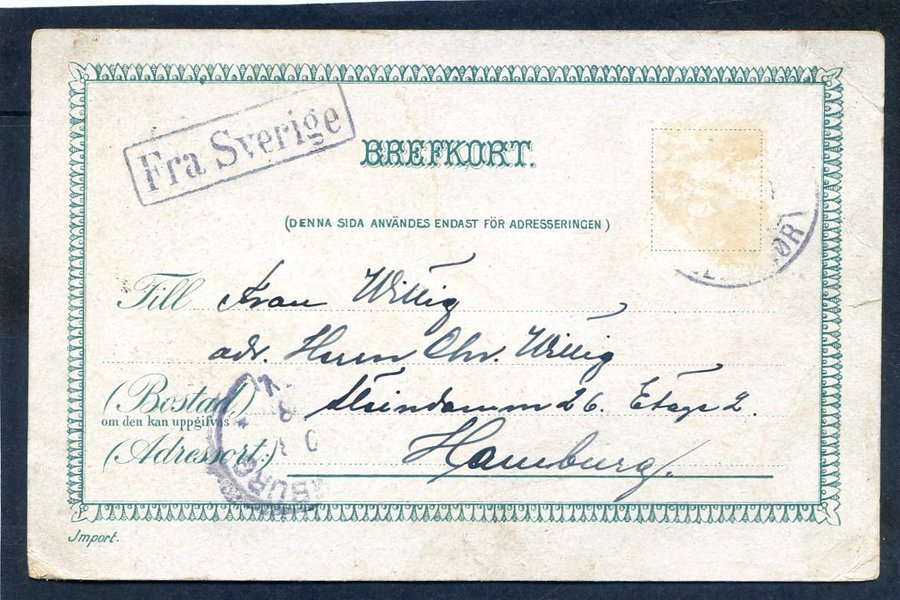 Fra Sverige
BREFKORT.
(DENNA SIDA ANVÄNDES ENDAST FÖR ADRESSERINGEN)
Till Frau Willig
adr. Herrn Chr. Willig
(Bostad) Steindamm 26. Etage 2.
om den kan uppgifvas
(Adressort:) Hamburg.
BURG
Import.